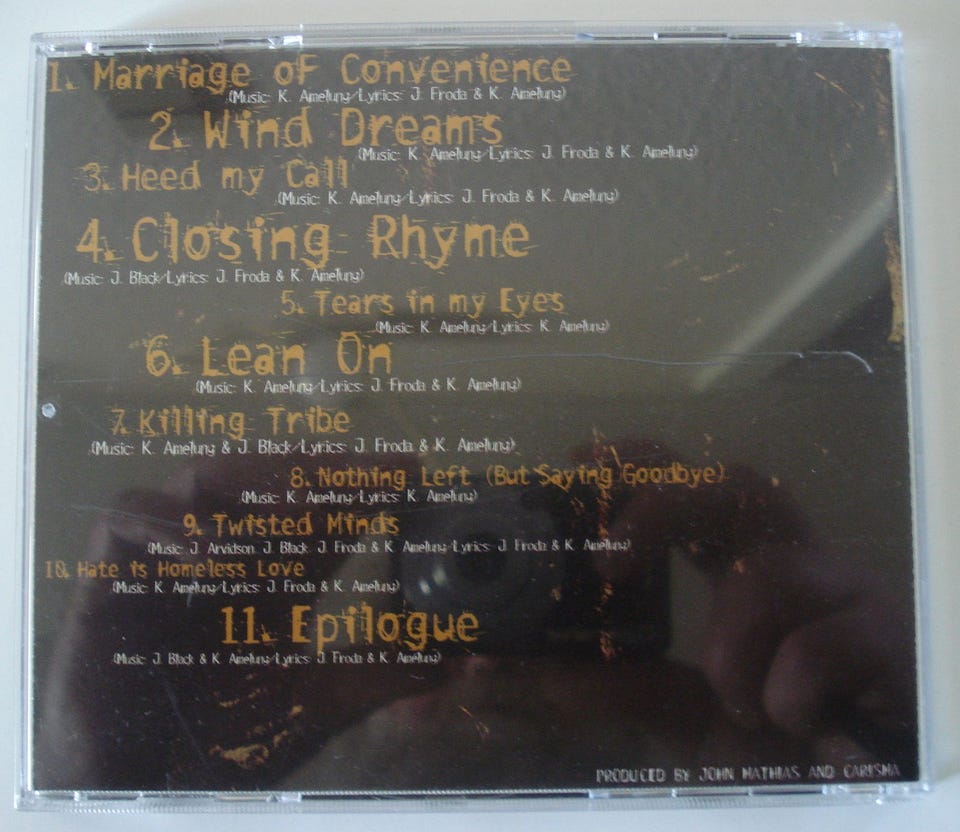 1. Marriage of Convenience
(Music: K. Amelung/Lyrics: J. Froda & K. Amelung)
2. Wind Dreams
(Music: K. Amelung/Lyrics: J. Froda & K. Amelung)
3. Heed my Call
(Music: K. Amelung/Lyrics: J. Froda & K. Amelung)
4. Closing Rhyme
(Music: J. Black/Lyrics: J. Froda & K. Amelung)
5. Tears in my Eyes
(Music: K. Amelung/Lyrics: K. Amelung)
6. Lean On
(Music: K. Amelung/Lyrics: J. Froda & K. Amelung)
7. Killing Tribe
(Music: K. Amelung & J. Black/Lyrics: J. Froda & K. Amelung)
8. Nothing Left (But Saying Goodbye)
(Music: K. Amelung/Lyrics: K. Amelung)
9. Twisted Minds
(Music: J. Arvidson, J. Black, J. Froda & K. Amelung/Lyrics: J. Froda & K. Amelung)
10. Hate is Homeless Love
(Music: K. Amelung/Lyrics: J. Froda & K. Amelung)
11. Epilogue
(Music: J. Black & K. Amelung/Lyrics: J. Froda & K. Amelung)
PRODUCED BY JOHN MATHIAS AND CARISMA